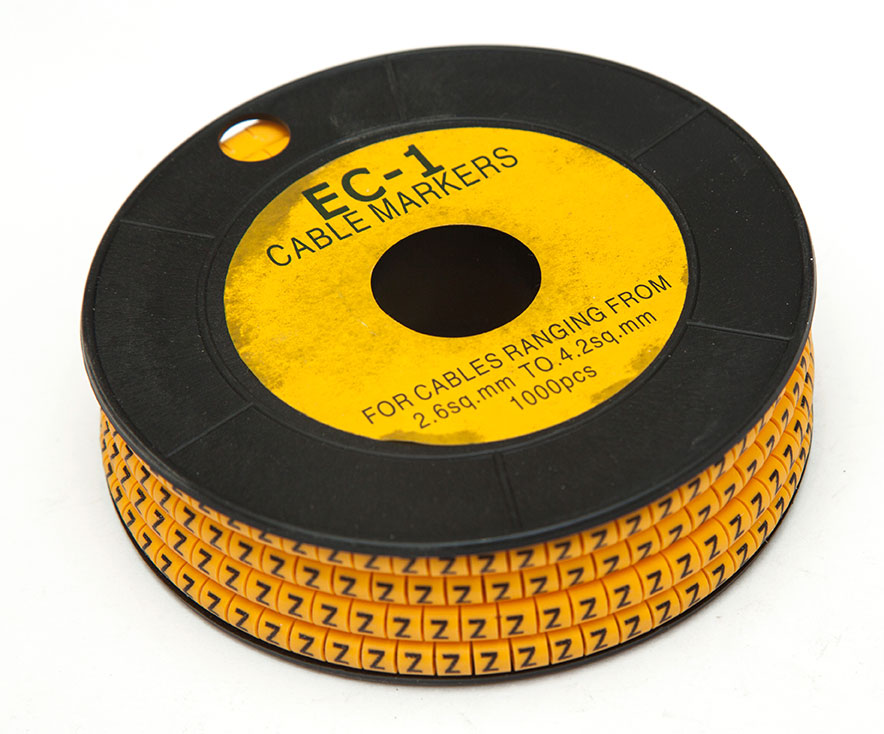 EC-1
CABLE MARKERS
FOR CABLES RANGING FROM
2.6sq.mm TO.4.2sq.mm
1000pcs
Z Z Z Z Z Z Z Z Z Z Z Z Z Z Z Z
Z Z Z Z Z Z Z Z Z Z Z Z Z Z Z Z
Z Z Z Z Z Z Z Z Z Z Z Z Z Z Z Z
Z Z Z Z Z Z Z Z Z Z Z Z Z Z Z Z